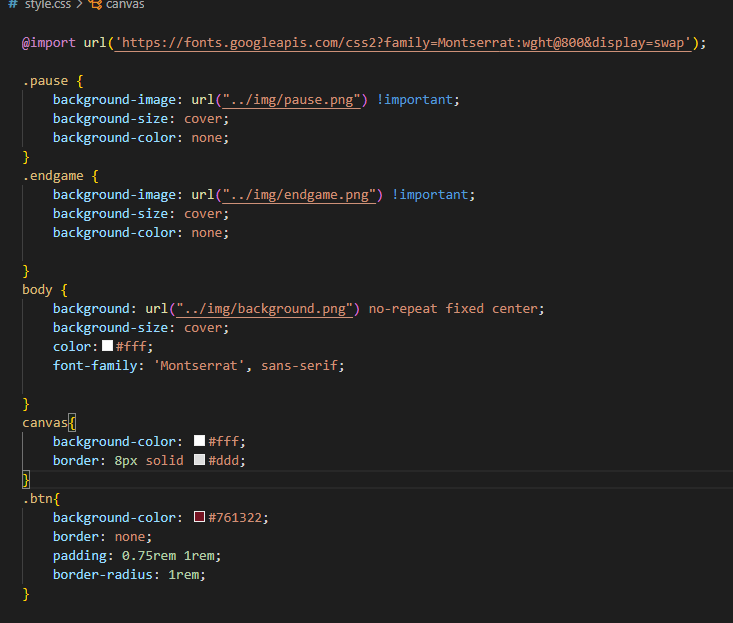 # style.css > canvas
@import url('https://fonts.googleapis.com/css2?family=Montserrat:wght@800&display=swap');
.pause {
    background-image: url("../img/pause.png") !important;
    background-size: cover;
    background-color: none;
}
.endgame {
    background-image: url("../img/endgame.png") !important;
    background-size: cover;
    background-color: none;

}
body {
    background: url("../img/background.png") no-repeat fixed center;
    background-size: cover;
    color:#fff;
    font-family: 'Montserrat', sans-serif;

}
canvas{
    background-color: #fff;
    border: 8px solid #ddd;
}
.btn{
    background-color: #761322;
    border: none;
    padding: 0.75rem 1rem;
    border-radius: 1rem;
}